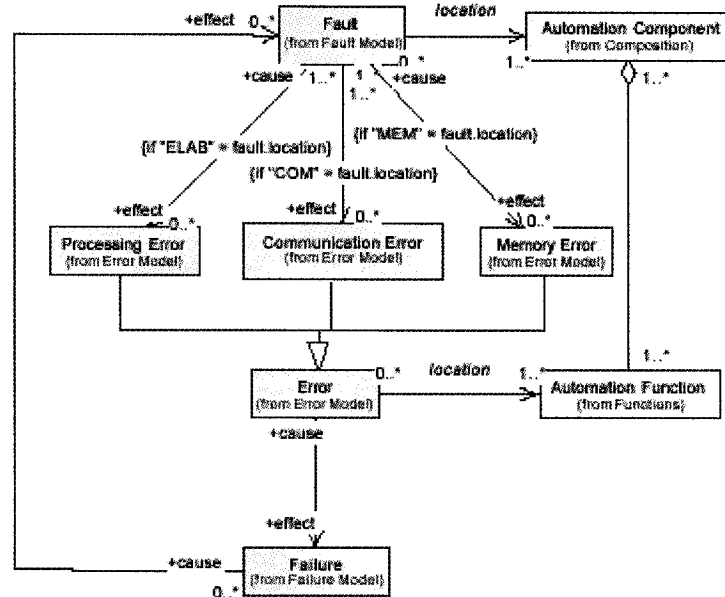 +effect 0..*
Fault
(from Fault Model)
location
Automation Component
(from Composition)
+cause 1..* 1..* 0..*
+cause
1..*
1..*
1..*
{if "ELAB" = fault.location}
{if "MEM" = fault.location}
{if "COM" = fault.location}
+effect 0..*
+effect 0..*
+effect 0..*
Processing Error
(from Error Model)
Communication Error
(from Error Model)
Memory Error
(from Error Model)
1..*
Error
(from Error Model)
0..* location 1..*
Automation Function
(from Functions)
+cause
+effect
+cause
0..*
Failure
(from Failure Model)